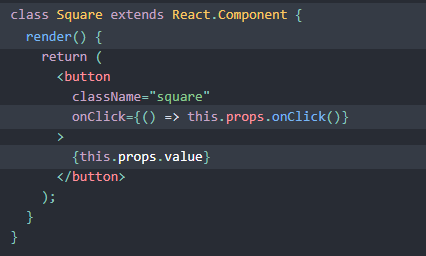 class Square extends React.Component {
  render() {
    return (
      <button
        className="square"
        onClick={() => this.props.onClick()}
      >
        {this.props.value}
      </button>
    );
  }
}